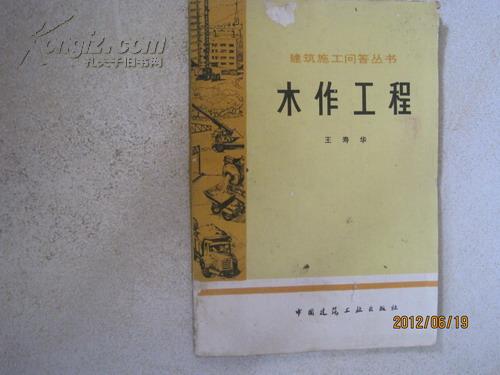 Kongfz.com
孔夫子旧书网
建筑施工问答丛书
木作工程
王寿华
中国建筑工业出版社
2012/06/19